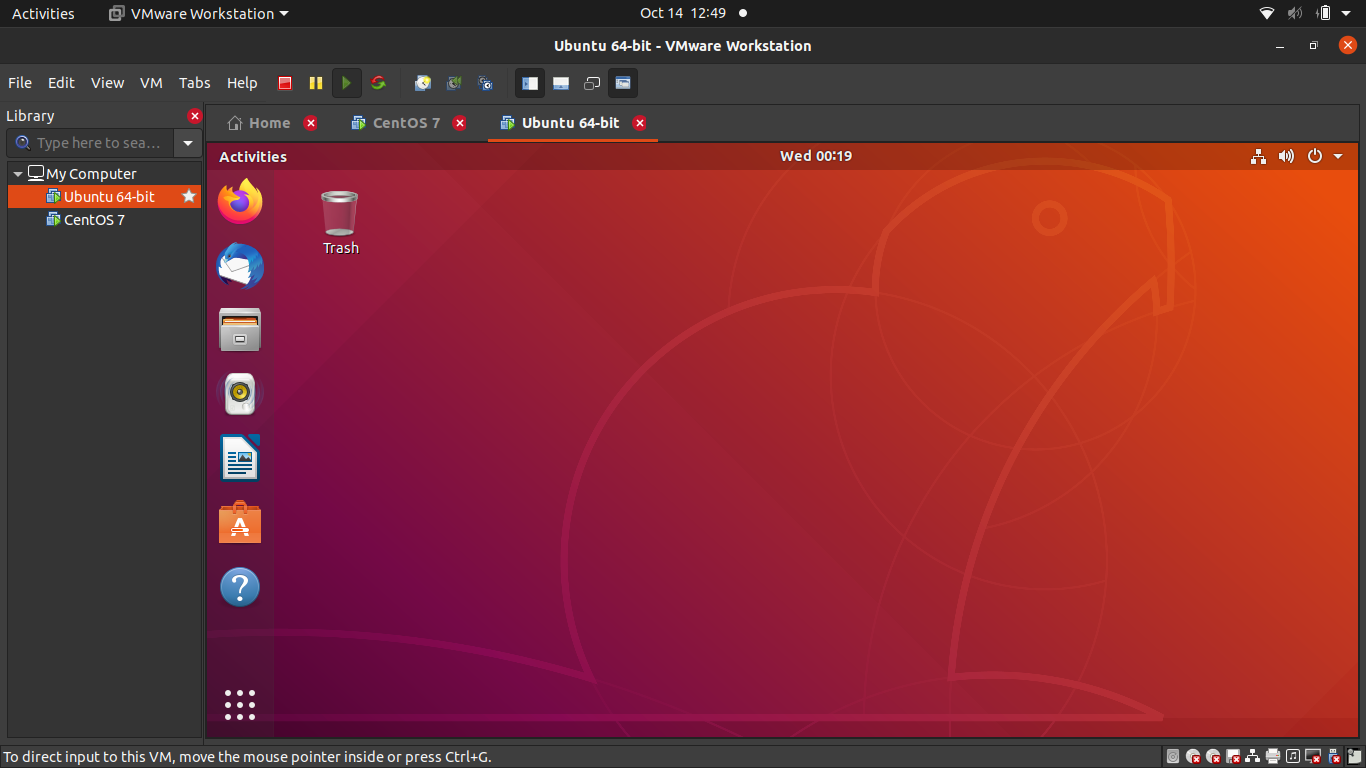 Activities VMware Workstation Oct 14 12:49
Ubuntu 64-bit - VMware Workstation
File Edit View VM Tabs Help
Library
Type here to sea…
My Computer
Ubuntu 64-bit
CentOS 7
Home CentOS 7 Ubuntu 64-bit
Activities Wed 00:19
Trash
To direct input to this VM, move the mouse pointer inside or press Ctrl+G.